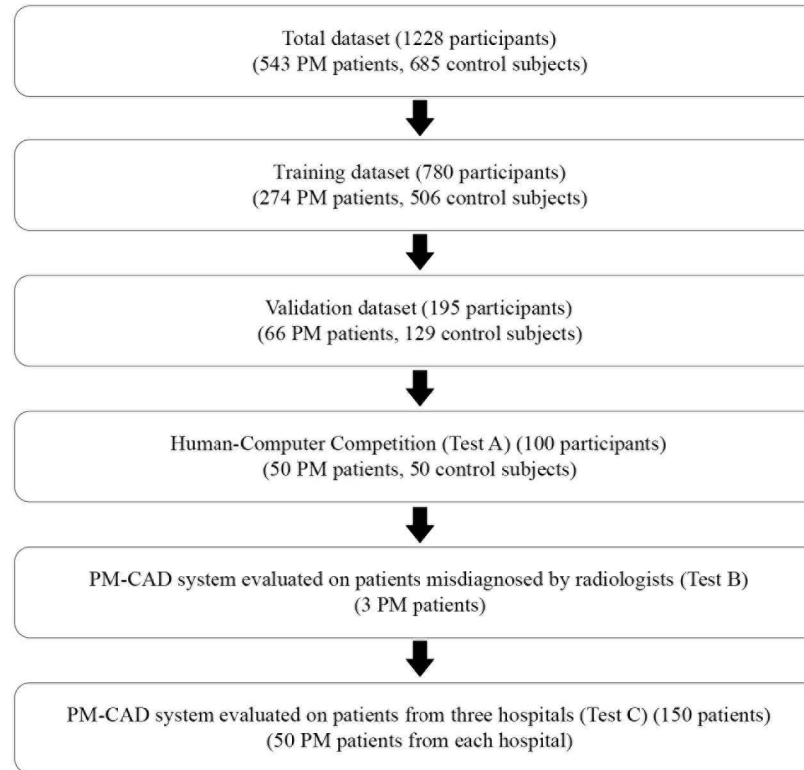 Total dataset (1228 participants)
(543 PM patients, 685 control subjects)
Training dataset (780 participants)
(274 PM patients, 506 control subjects)
Validation dataset (195 participants)
(66 PM patients, 129 control subjects)
Human-Computer Competition (Test A) (100 participants)
(50 PM patients, 50 control subjects)
PM-CAD system evaluated on patients misdiagnosed by radiologists (Test B)
(3 PM patients)
PM-CAD system evaluated on patients from three hospitals (Test C) (150 patients)
(50 PM patients from each hospital)